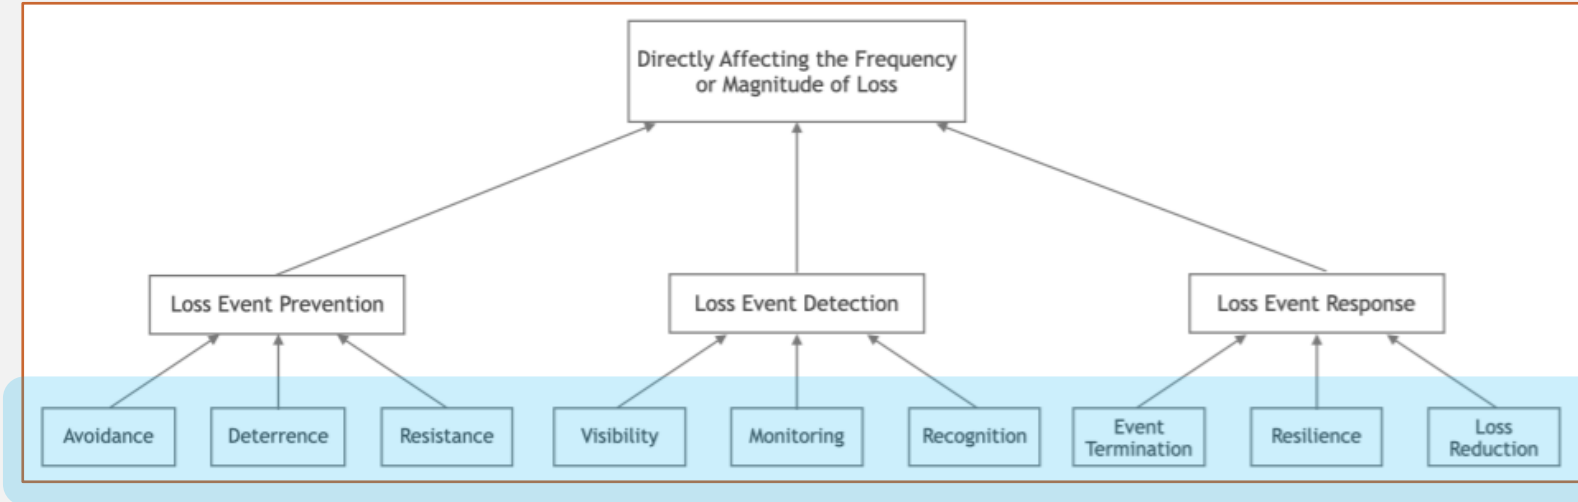 Directly Affecting the Frequency
or Magnitude of Loss
Loss Event Prevention
Loss Event Detection
Loss Event Response
Avoidance
Deterrence
Resistance
Visibility
Monitoring
Recognition
Event
Termination
Resilience
Loss
Reduction